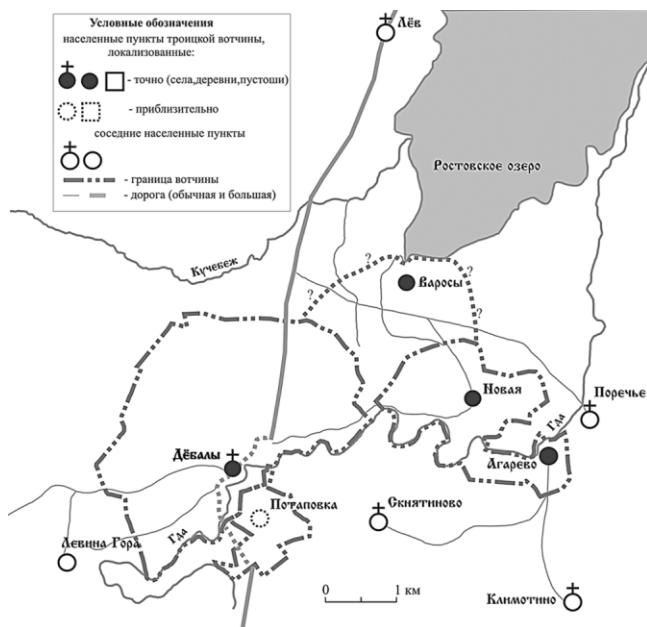 Условные обозначения
населенные пункты троицкой вотчины,
локализованные:
- точно (села,деревни,пустоши)
- приблизительно
соседние населенные пункты
- граница вотчины
- дорога (обычная и большая)
Лёв
Ростовское озеро
Кучебеж
?
?
?
Варосы
Новая
Поречье
Гда
Дёбалы
Агарево
Потаповка
Скнятиново
Гда
Левина Гора
0 1 км
Климотино